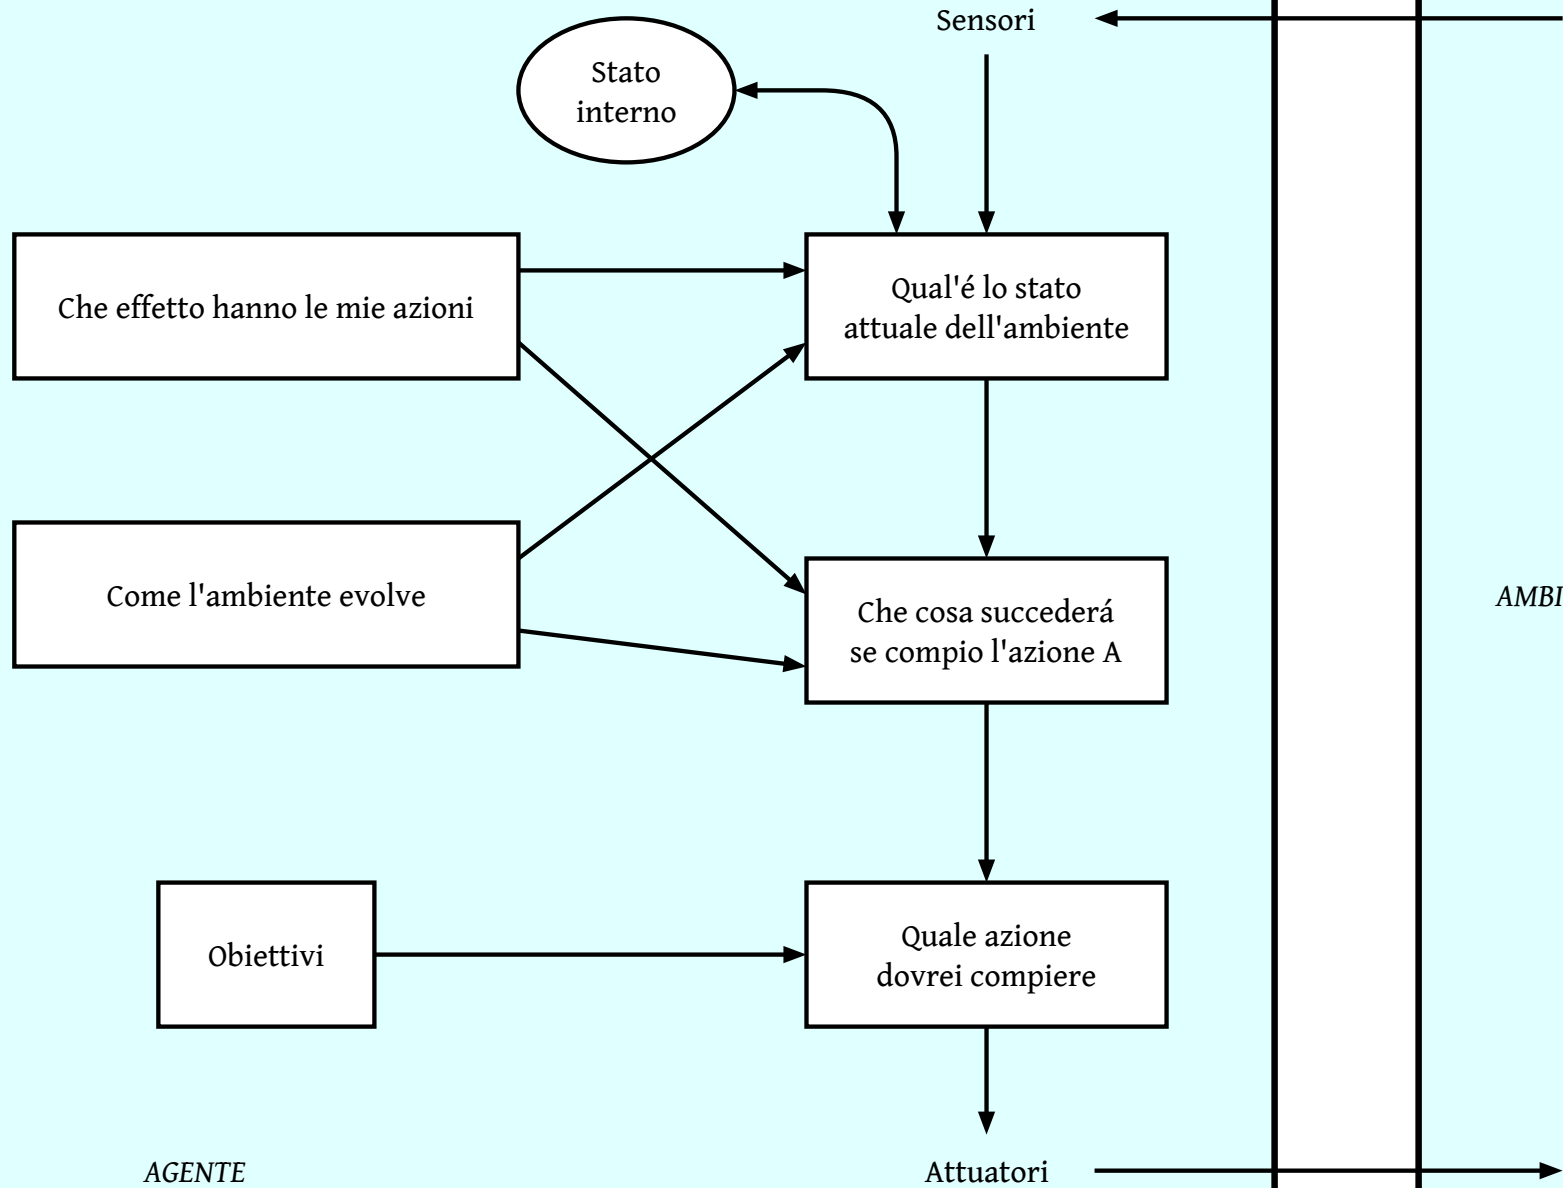 Sensori
Stato
interno
Che effetto hanno le mie azioni
Qual'é lo stato
attuale dell'ambiente
Come l'ambiente evolve
Che cosa succederá
se compio l'azione A
AMBI
Obiettivi
Quale azione
dovrei compiere
AGENTE
Attuatori